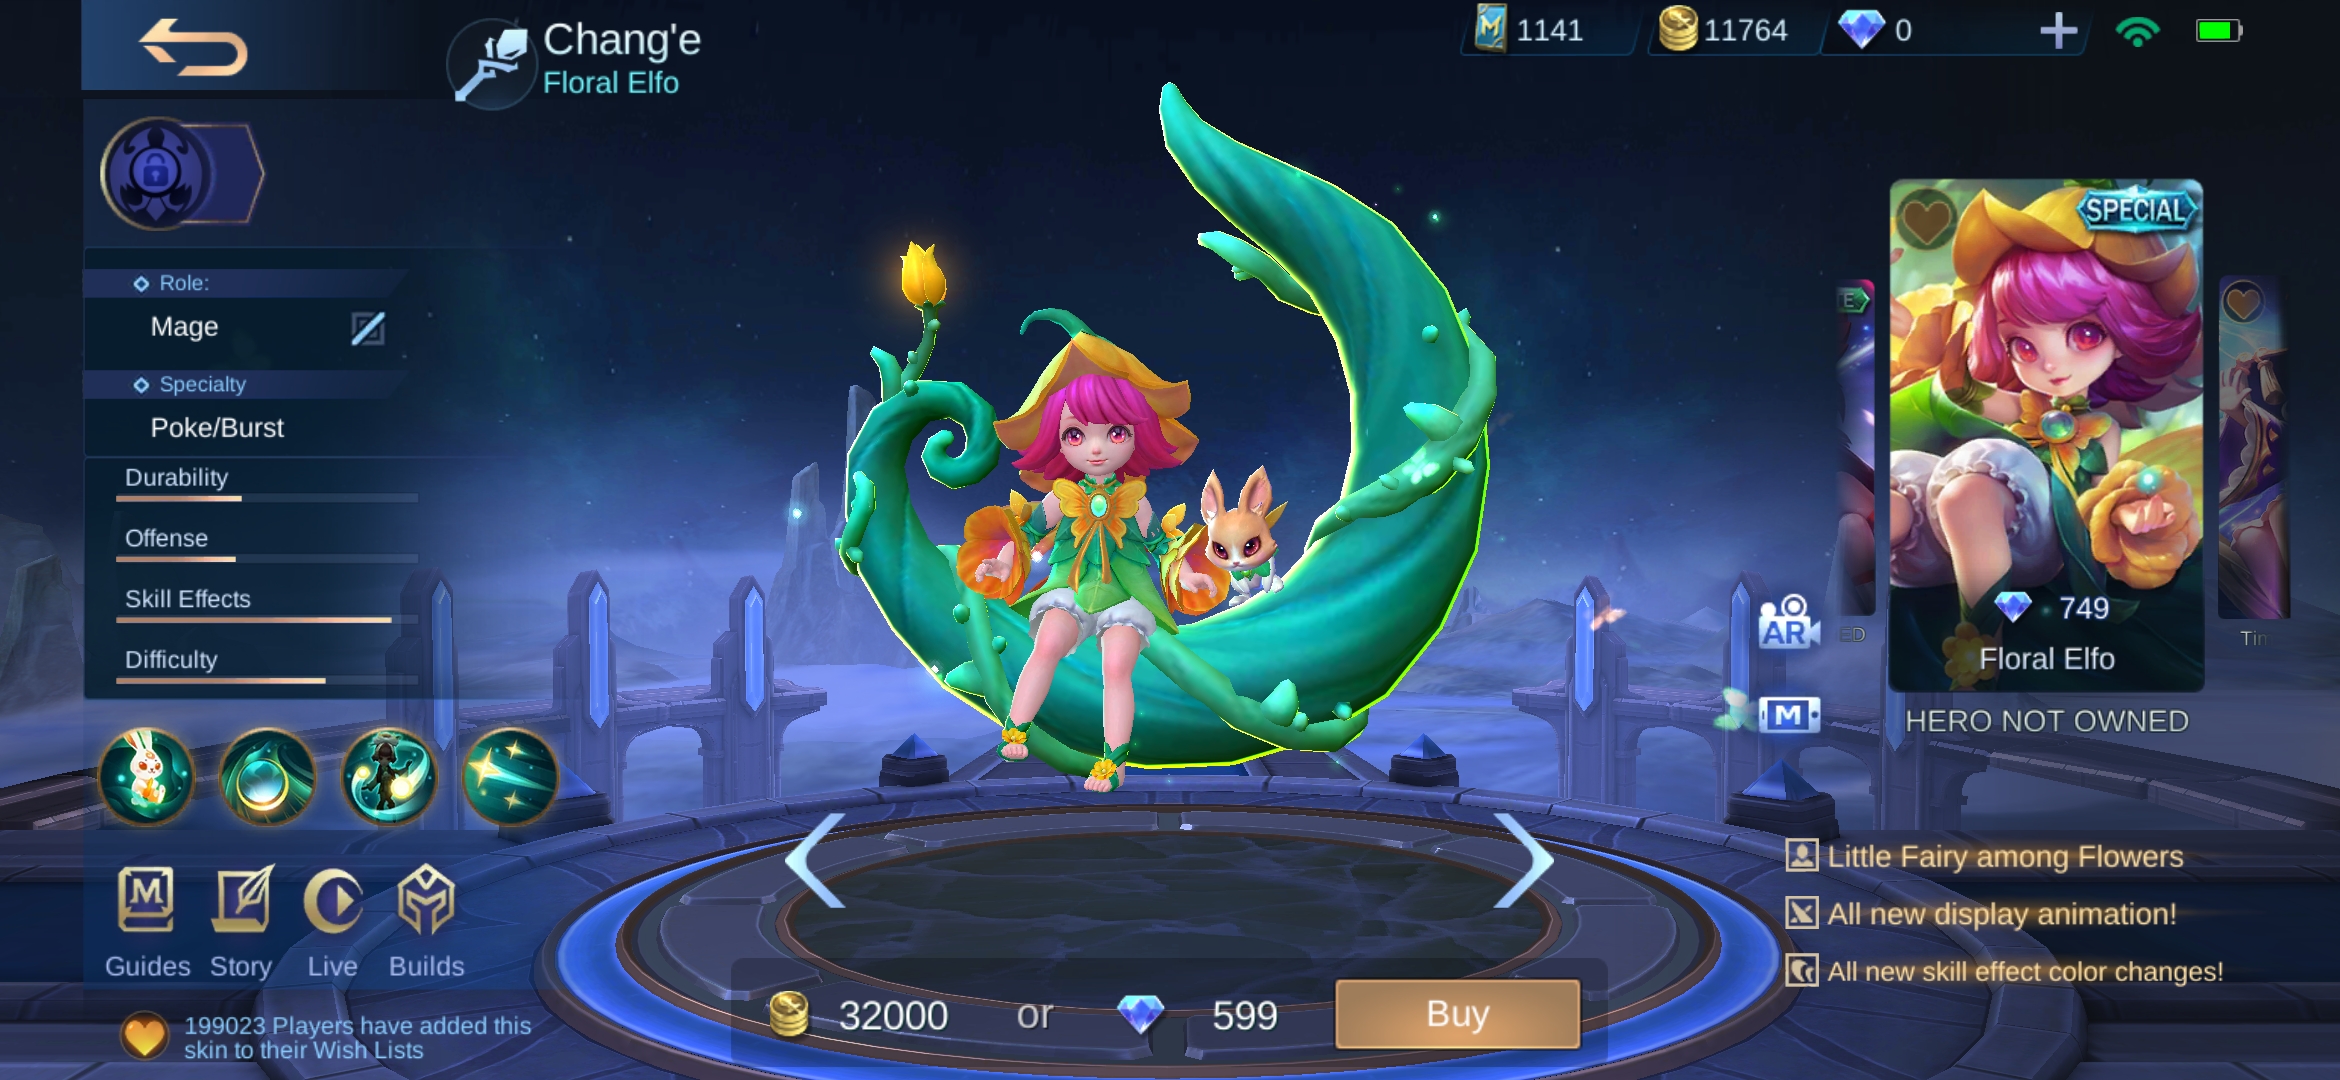 Chang'e
Floral Elfo
1141
11764
0
Role:
Mage
Specialty
Poke/Burst
Durability
Offense
Skill Effects
Difficulty
M
Guides
Story
Live
Builds
199023 Players have added this
skin to their Wish Lists
32000
or
599
Buy
AR
M
E
ED
SPECIAL
749
Floral Elfo
HERO NOT OWNED
Tin
Little Fairy among Flowers
All new display animation!
All new skill effect color changes!